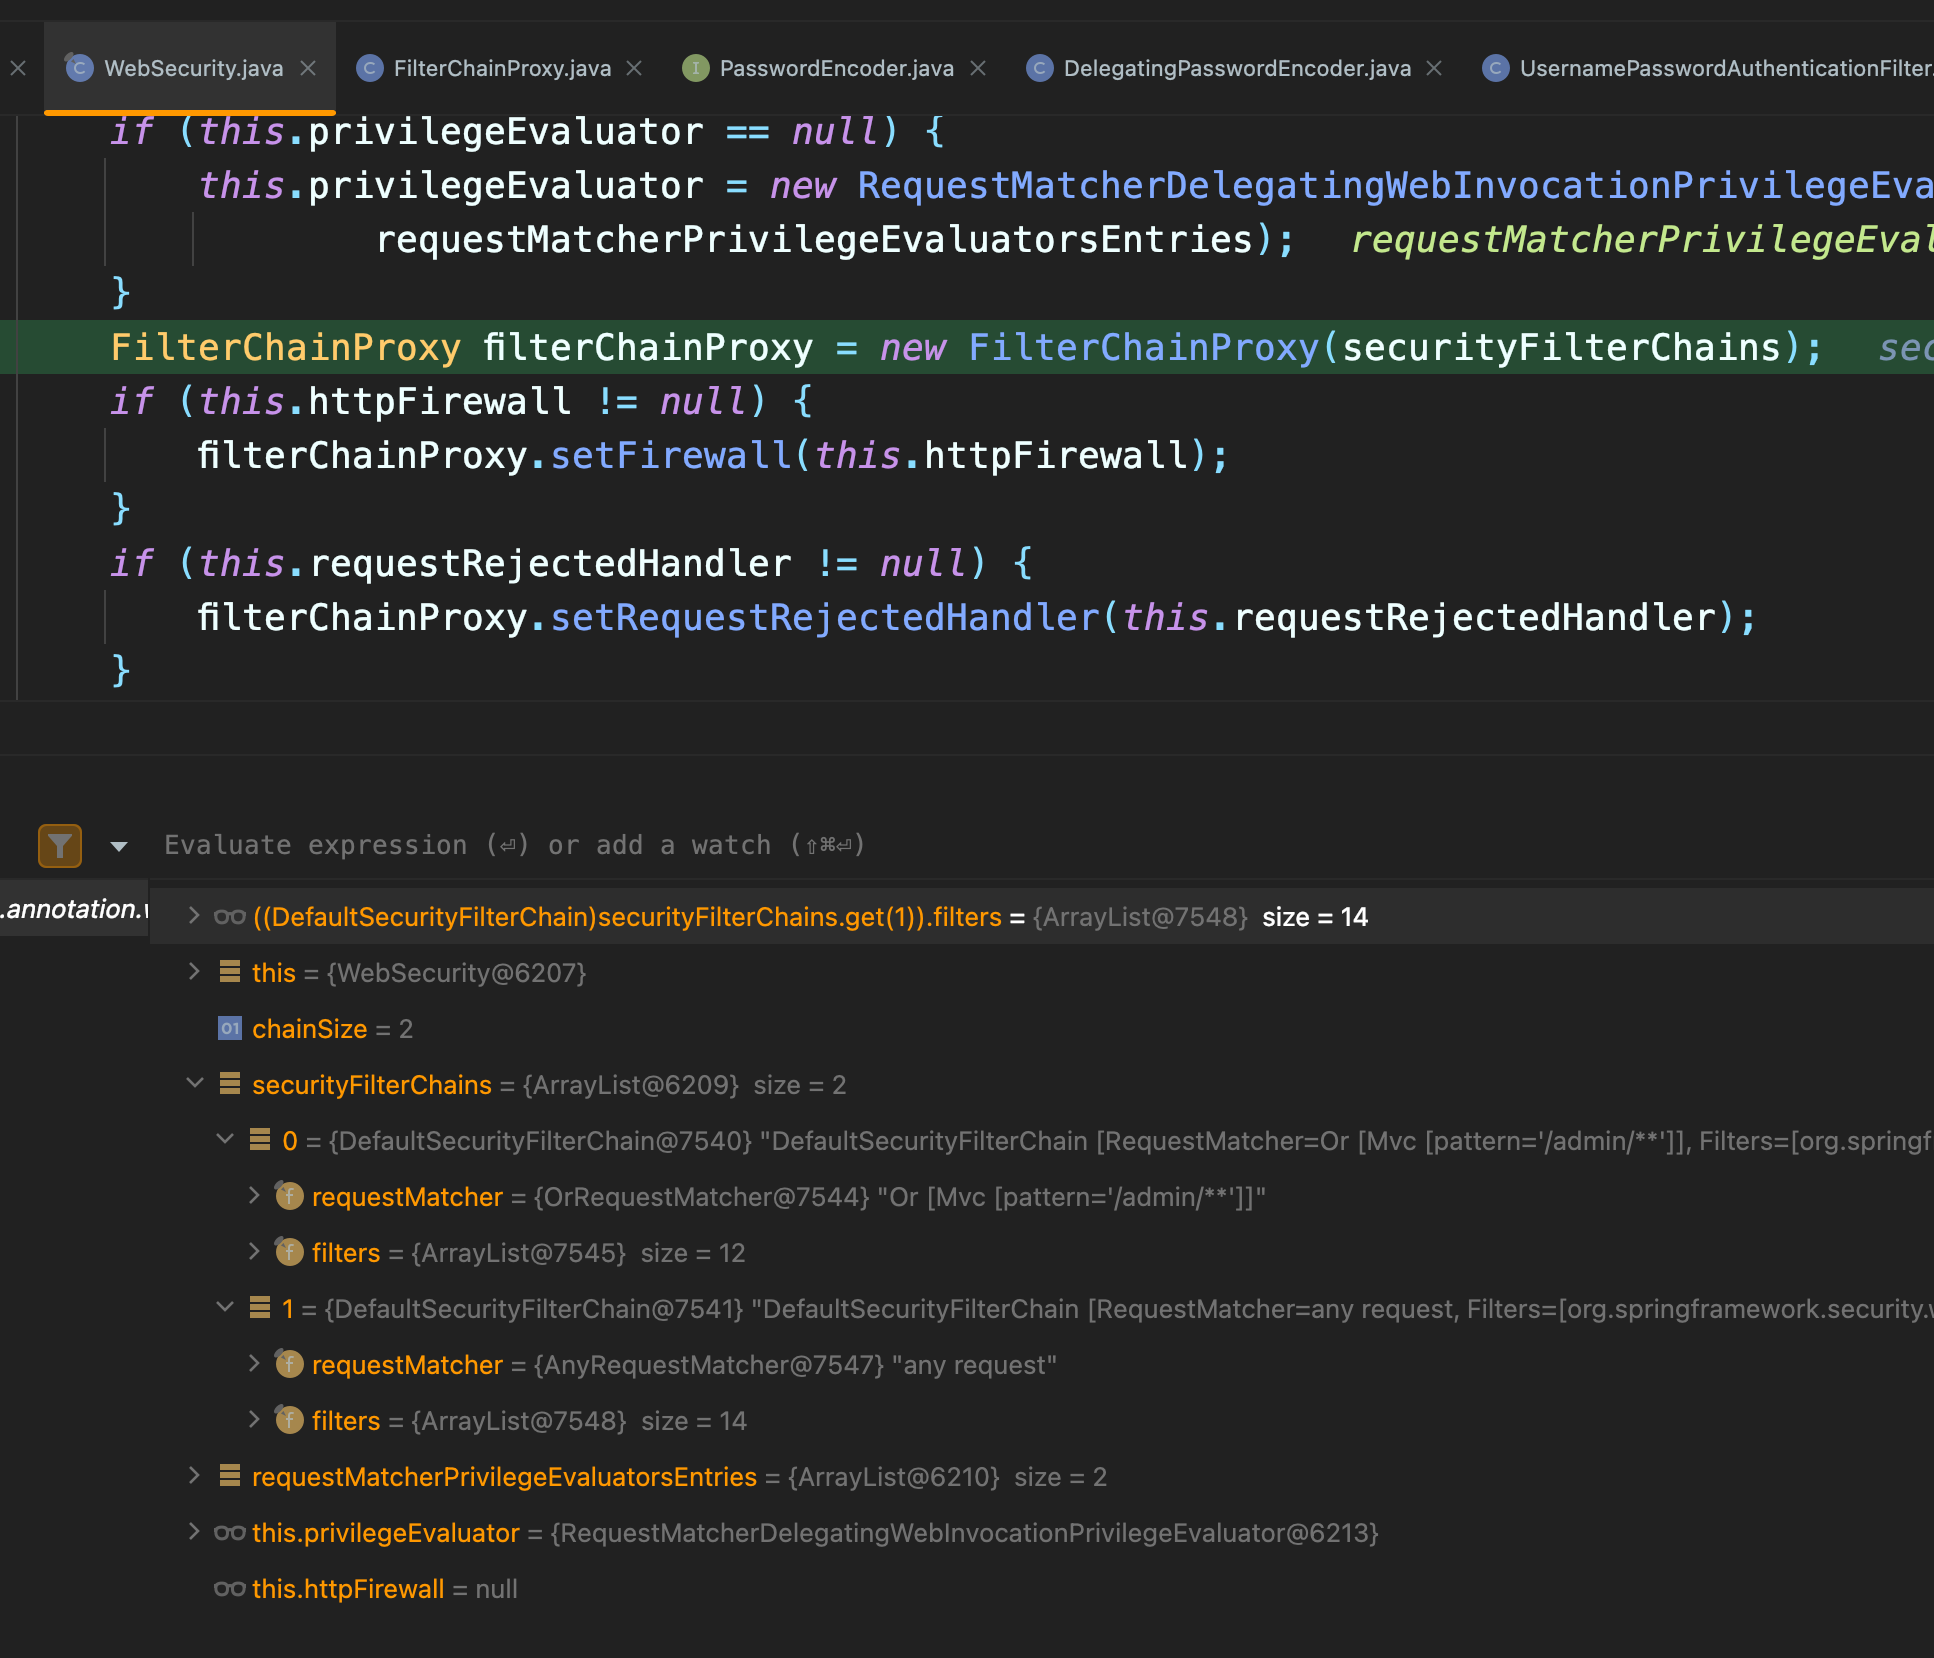 WebSecurity.java FilterChainProxy.java PasswordEncoder.java DelegatingPasswordEncoder.java UsernamePasswordAuthenticationFilter.
if (this.privilegeEvaluator == null) {
this.privilegeEvaluator = new RequestMatcherDelegatingWebInvocationPrivilegeEva
requestMatcherPrivilegeEvaluatorsEntries); requestMatcherPrivilegeEval
}
FilterChainProxy filterChainProxy = new FilterChainProxy(securityFilterChains); sec
if (this.httpFirewall != null) {
filterChainProxy.setFirewall(this.httpFirewall);
}
if (this.requestRejectedHandler != null) {
filterChainProxy.setRequestRejectedHandler(this.requestRejectedHandler);
}
Evaluate expression (⏎) or add a watch (⇧⌘⏎)
.annotation.
((DefaultSecurityFilterChain)securityFilterChains.get(1)).filters = {ArrayList@7548} size = 14
this = {WebSecurity@6207}
01 chainSize = 2
securityFilterChains = {ArrayList@6209} size = 2
0 = {DefaultSecurityFilterChain@7540} "DefaultSecurityFilterChain [RequestMatcher=Or [Mvc [pattern='/admin/**']], Filters=[org.springf
requestMatcher = {OrRequestMatcher@7544} "Or [Mvc [pattern='/admin/**']]"
filters = {ArrayList@7545} size = 12
1 = {DefaultSecurityFilterChain@7541} "DefaultSecurityFilterChain [RequestMatcher=any request, Filters=[org.springframework.security.w
requestMatcher = {AnyRequestMatcher@7547} "any request"
filters = {ArrayList@7548} size = 14
requestMatcherPrivilegeEvaluatorsEntries = {ArrayList@6210} size = 2
this.privilegeEvaluator = {RequestMatcherDelegatingWebInvocationPrivilegeEvaluator@6213}
this.httpFirewall = null